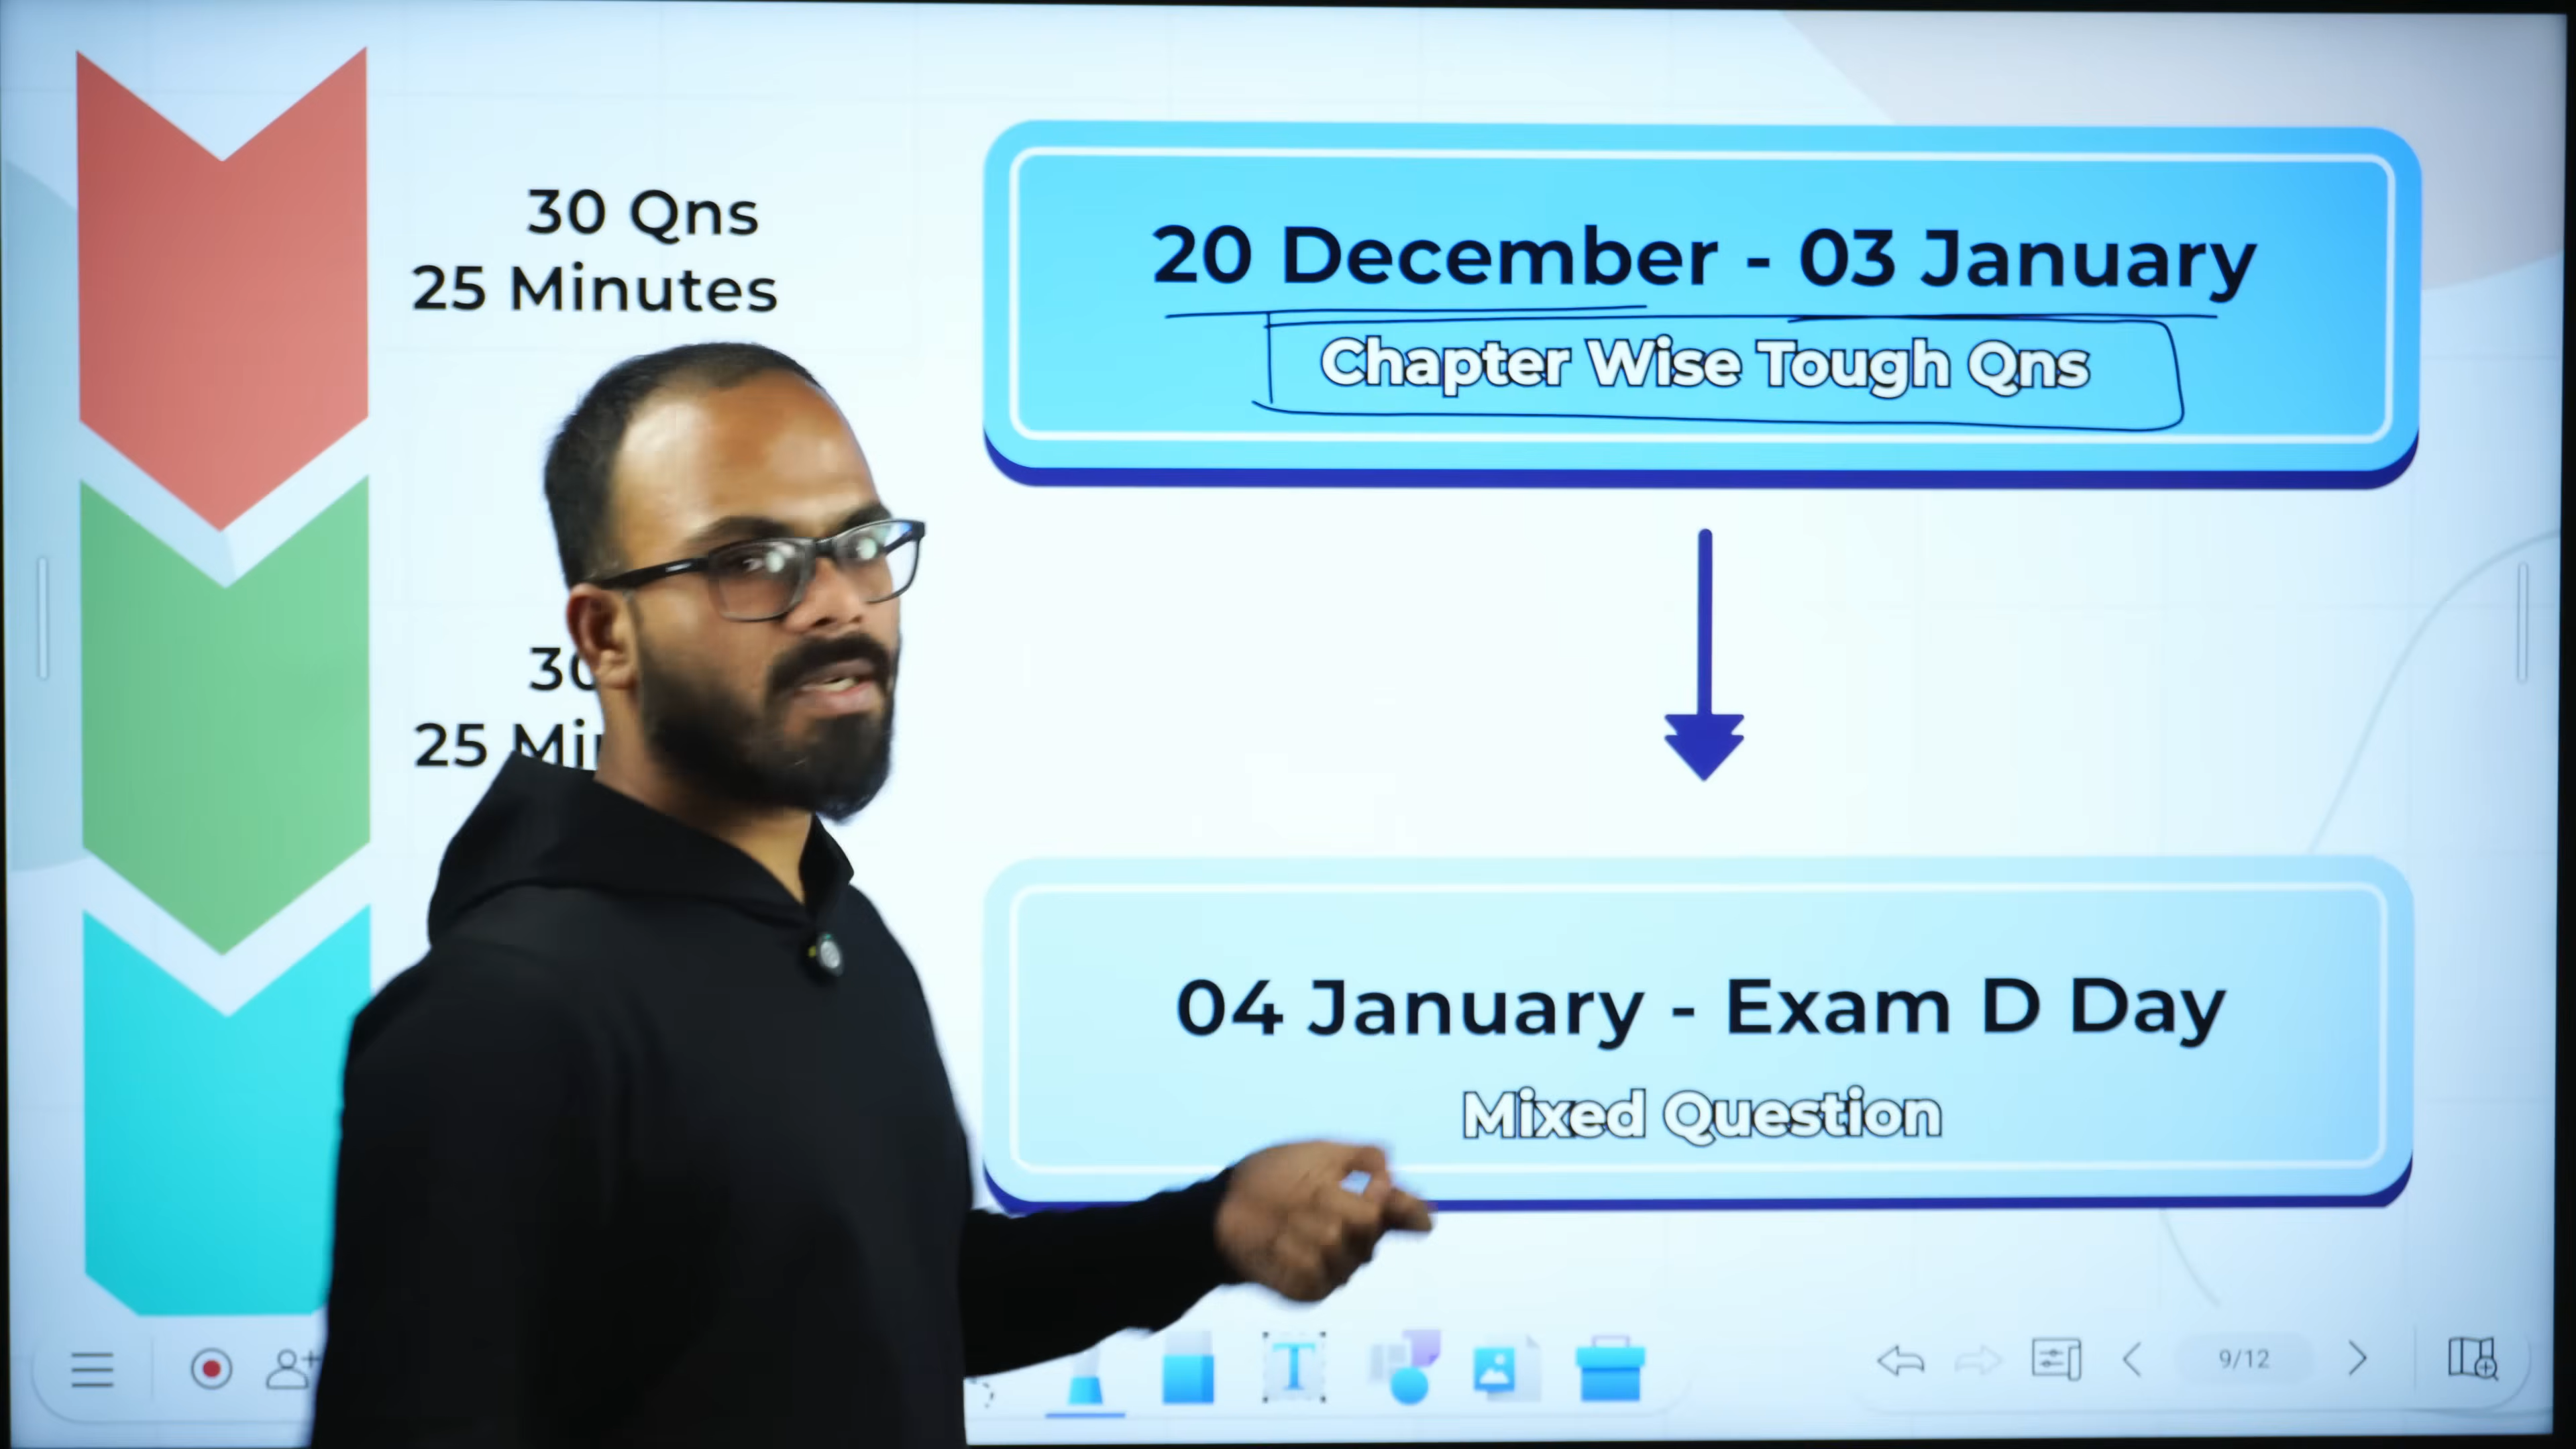 30 Qns
25 Minutes
20 December - 03 January
Chapter Wise Tough Qns
25
04 January - Exam D Day
Mixed Question
T
9/12